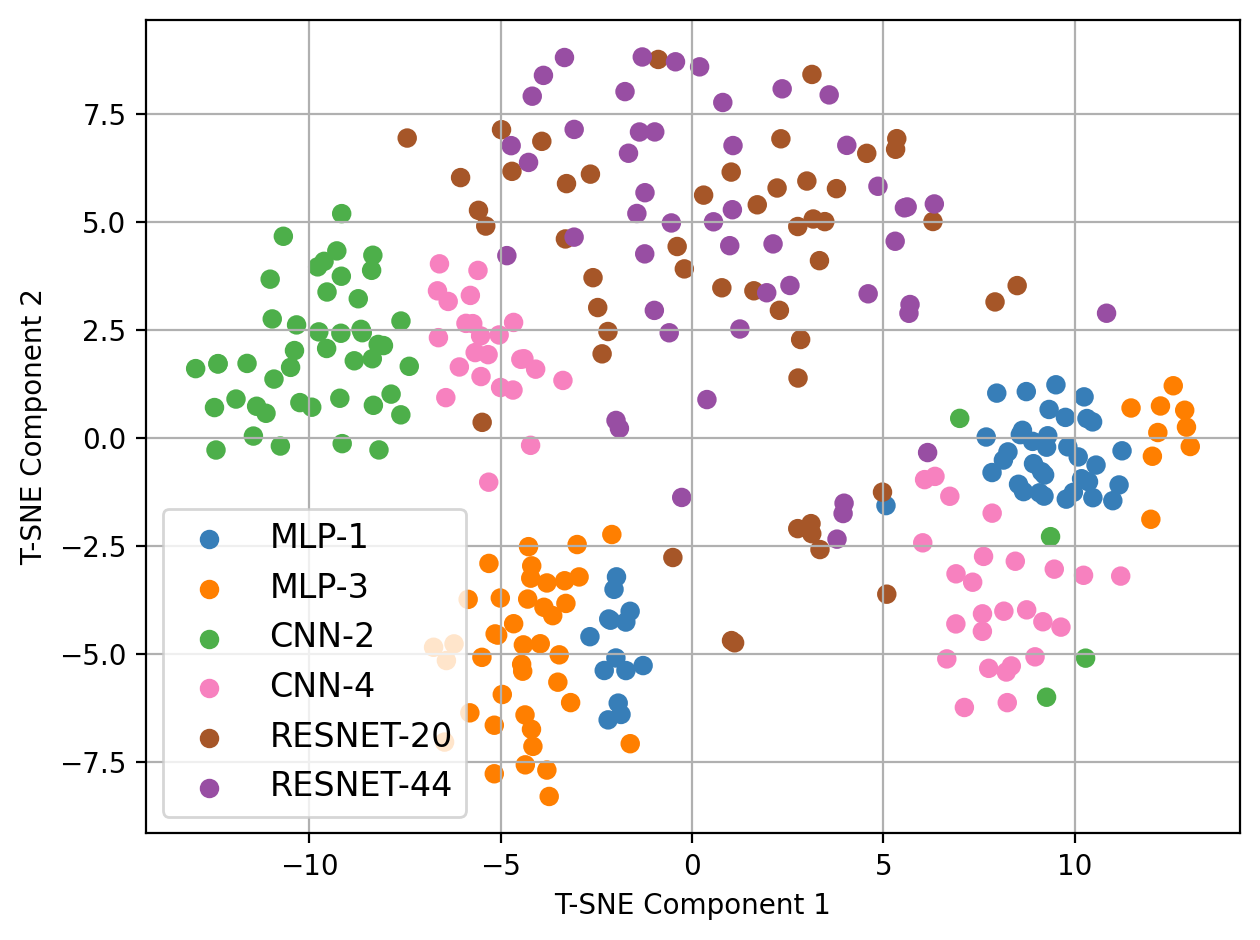 7.5
5.0
2.5
0.0
−2.5
−5.0
−7.5
T-SNE Component 2
MLP-1
MLP-3
CNN-2
CNN-4
RESNET-20
RESNET-44
−10
−5
0
5
10
T-SNE Component 1